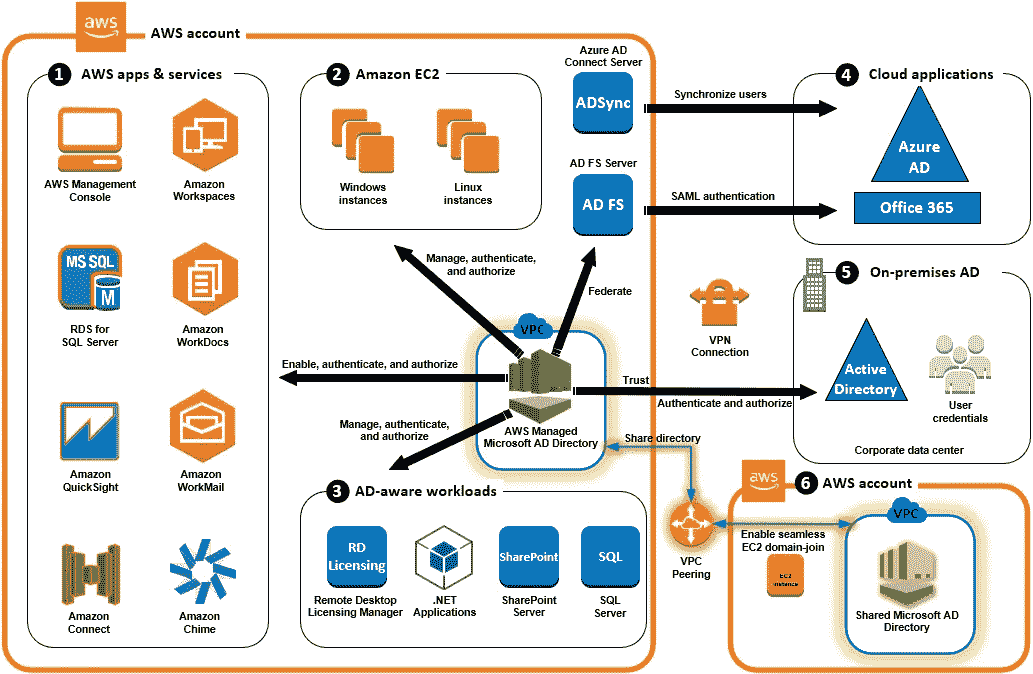 aws
AWS account
1
AWS apps & services
AWS Management
Console
Amazon
Workspaces
MS SQL
M
RDS for
SQL Server
Amazon
WorkDocs
Amazon
QuickSight
Amazon
WorkMail
Amazon
Connect
Amazon
Chime
2
Amazon EC2
Windows
instances
Linux
instances
Azure AD
Connect Server
ADSync
AD FS Server
AD FS
Synchronize users
SAML authentication
4
Cloud applications
Azure
AD
Office 365
Manage, authenticate,
and authorize
Federate
Enable, authenticate, and authorize
Manage, authenticate,
and authorize
VPC
AWS Managed
Microsoft AD Directory
VPN
Connection
Trust
Authenticate and authorize
Share directory
5
On-premises AD
Active
Directory
User
credentials
Corporate data center
3
AD-aware workloads
RD
Licensing
Remote Desktop
Licensing Manager
.NET
Applications
SharePoint
SharePoint
Server
SQL
SQL
Server
VPC
Peering
aws
6
AWS account
Enable seamless
EC2 domain-join
EC2
Instance
VPC
Shared Microsoft AD
Directory